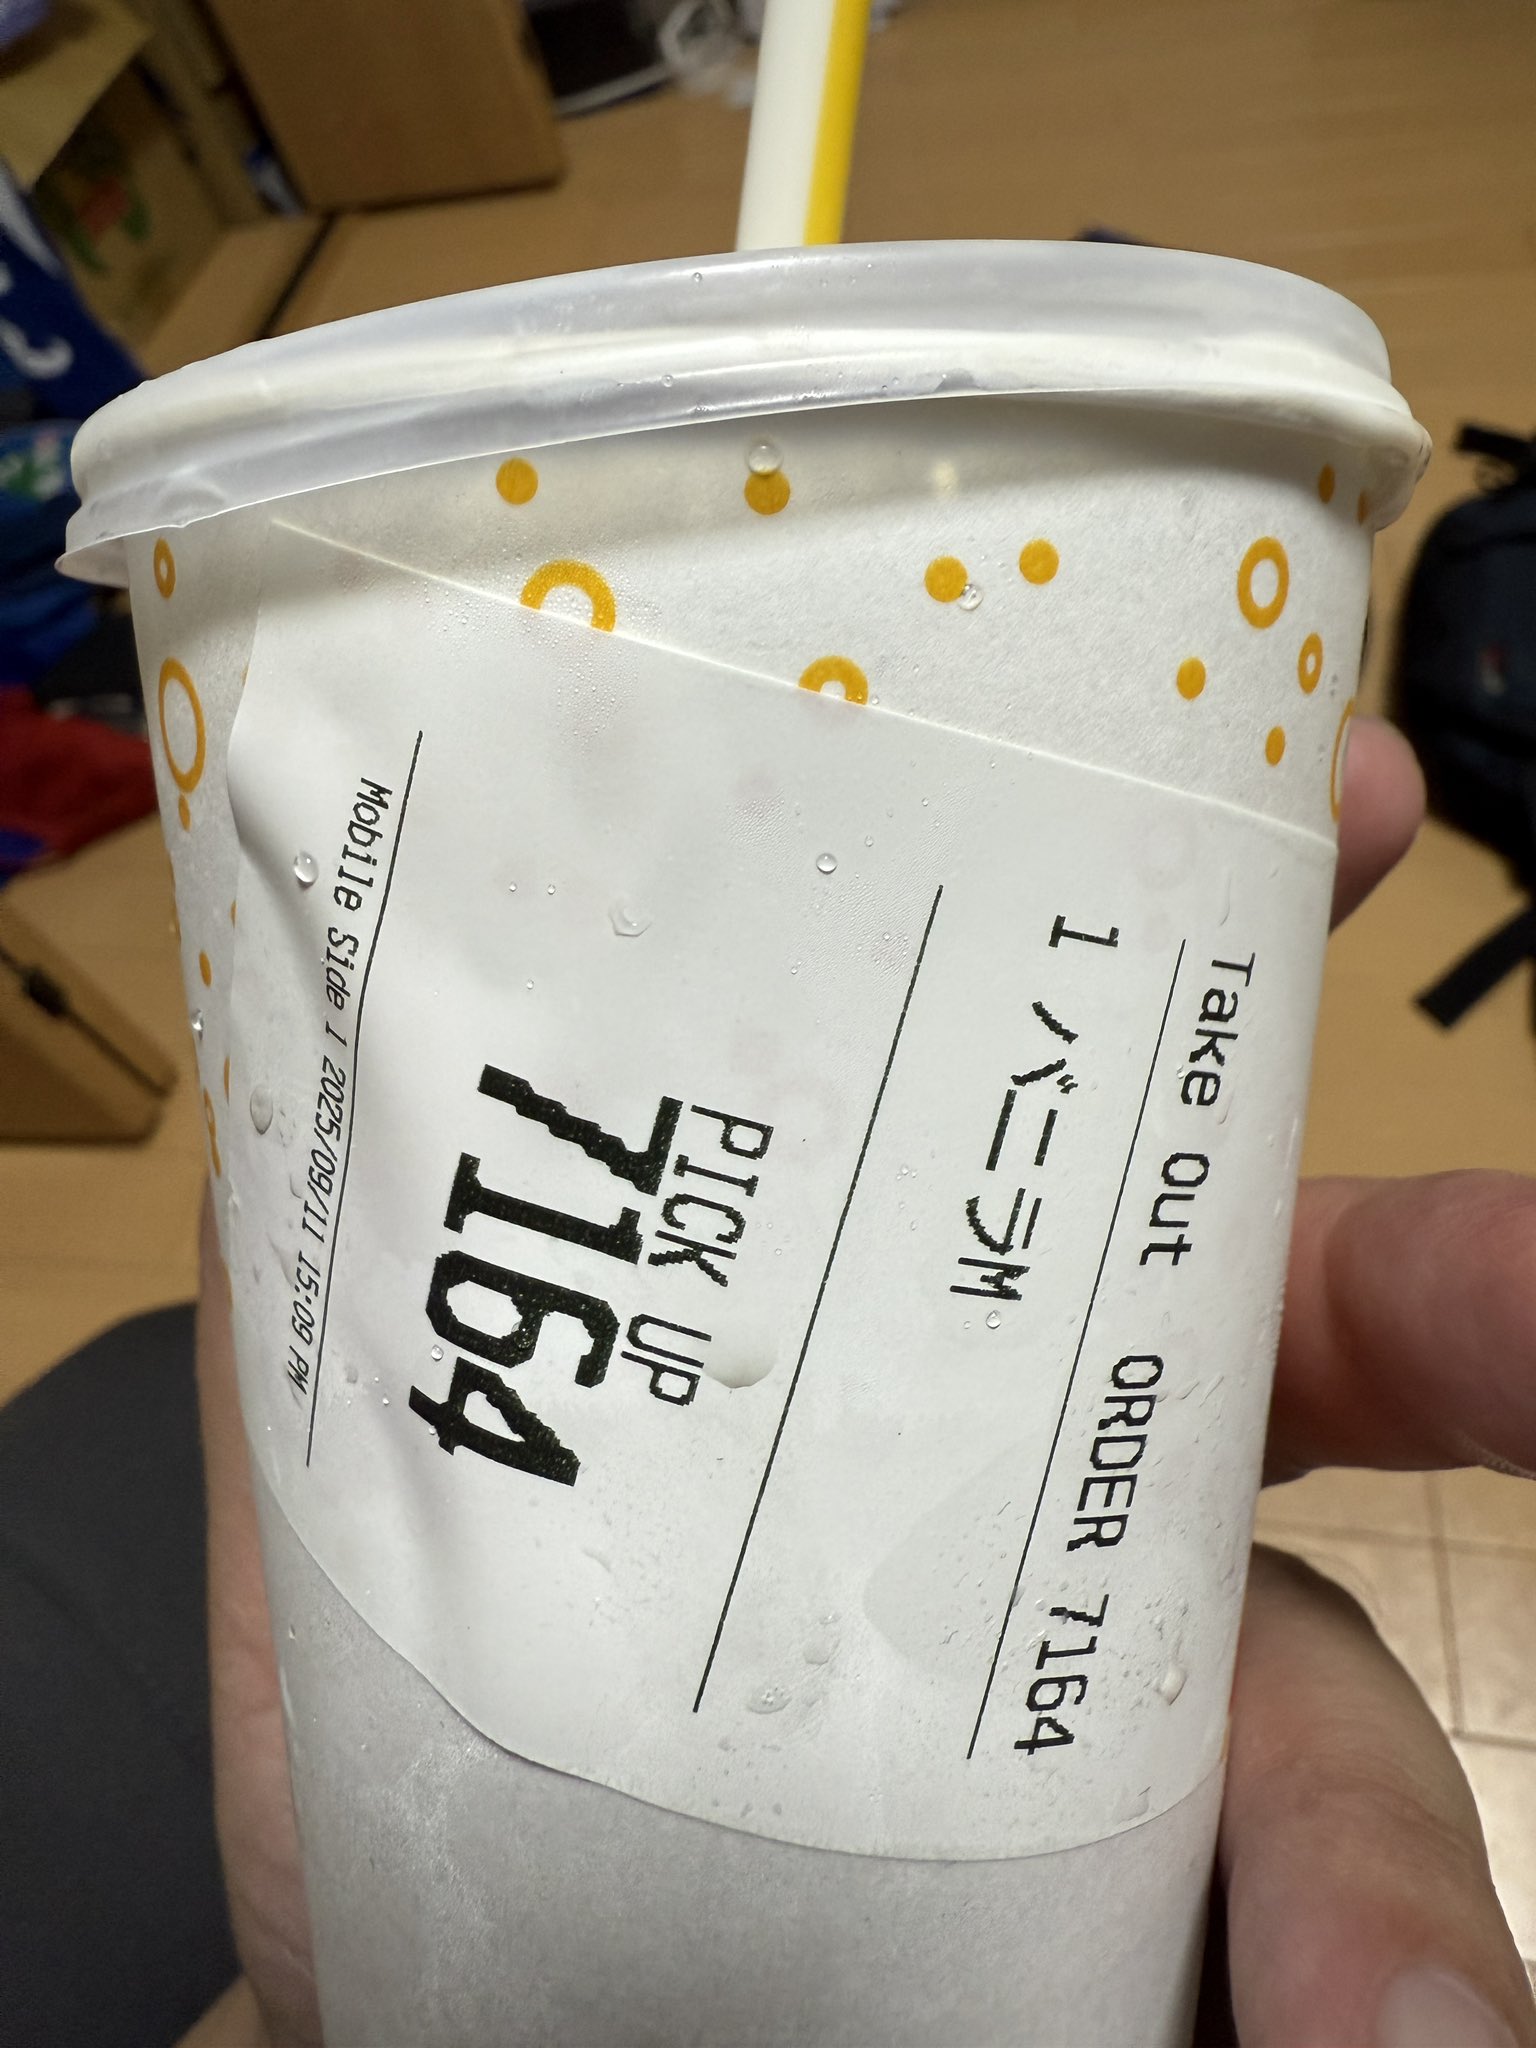 Take Out ORDER 7164
1 バニラM
PICK UP
7164
Mobile Side 1 2025/09/11 15:09 PM